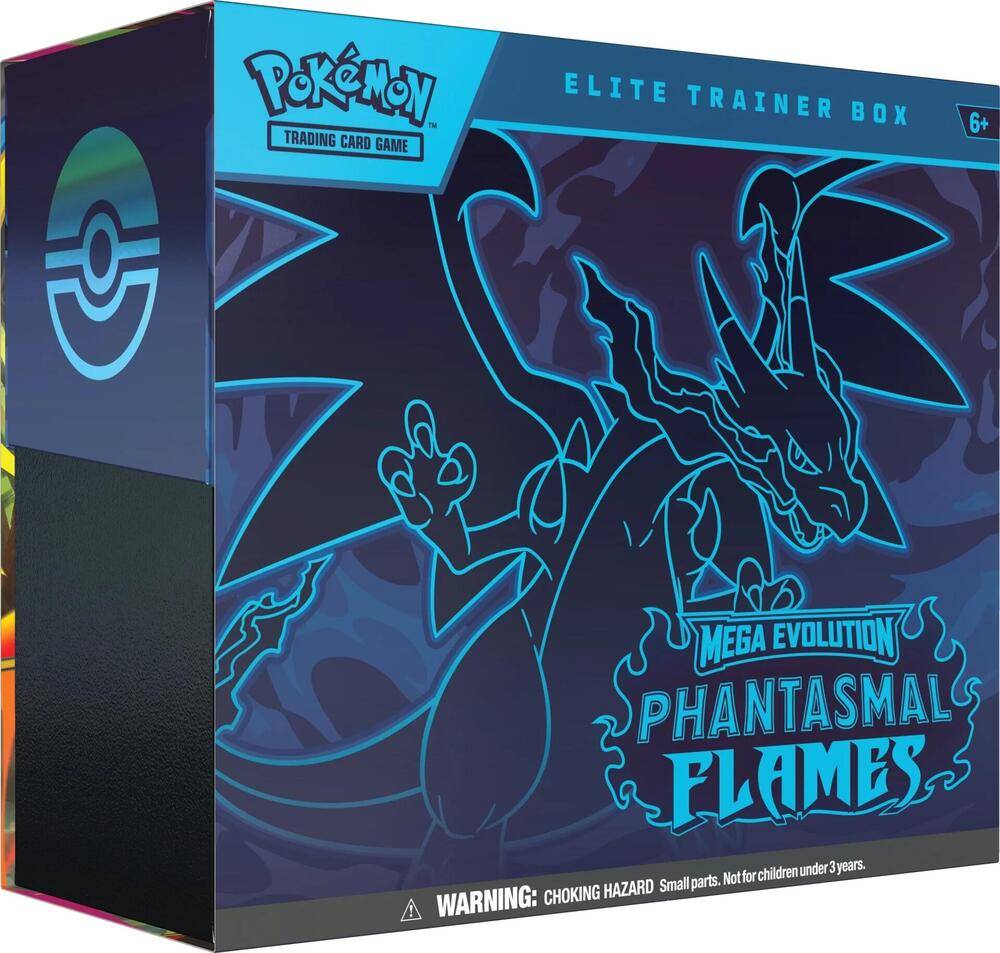 POKéMON™
TRADING CARD GAME
ELITE TRAINER BOX
6+
MEGA EVOLUTION
PHANTASMAL
FLAMES
WARNING: CHOKING HAZARD Small parts. Not for children under 3 years.